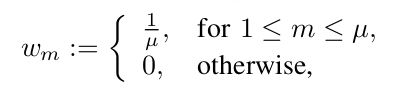 w_m := { 1/μ, for 1 ≤ m ≤ μ,
0, otherwise,